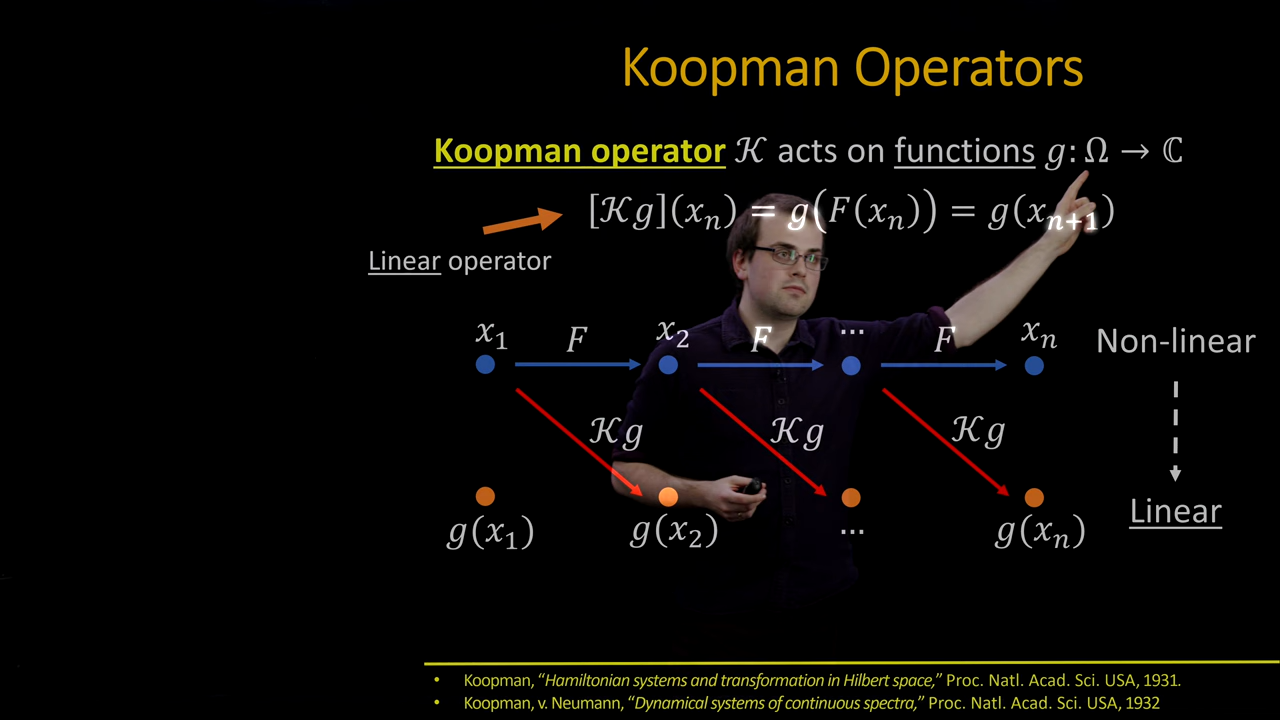 Koopman Operators
Koopman operator 𝒦 acts on functions g: Ω → ℂ
[𝒦g](xₙ) = g(F(xₙ)) = g(xₙ₊₁)
Linear operator
x₁ F x₂ F ... F xₙ Non-linear
𝒦g 𝒦g 𝒦g
g(x₁) g(x₂) ... g(xₙ) Linear
• Koopman, “Hamiltonian systems and transformation in Hilbert space,” Proc. Natl. Acad. Sci. USA, 1931.
• Koopman, v. Neumann, “Dynamical systems of continuous spectra,” Proc. Natl. Acad. Sci. USA, 1932